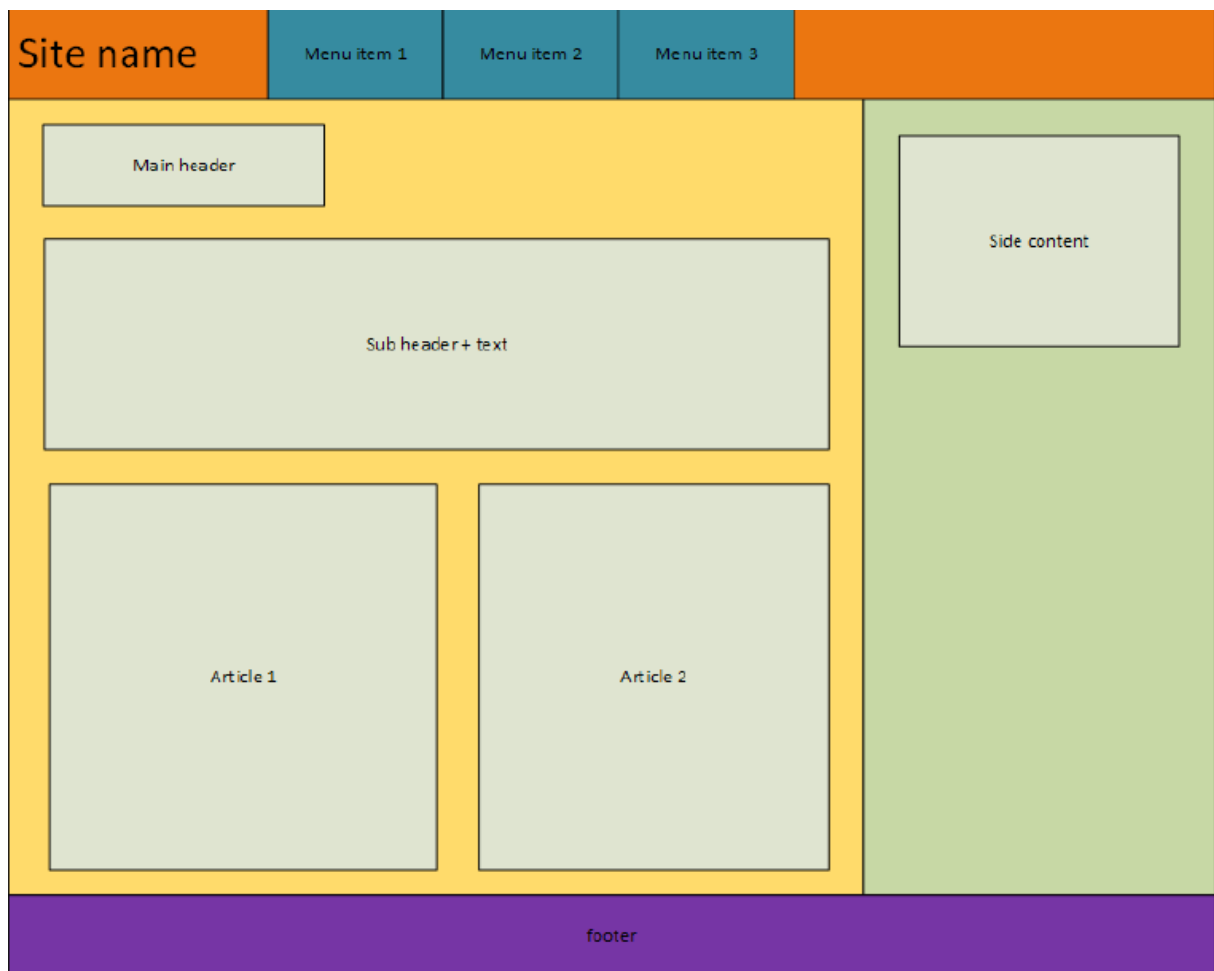 Site name
Menu item 1
Menu item 2
Menu item 3
Main header
Side content
Sub header + text
Article 1
Article 2
footer